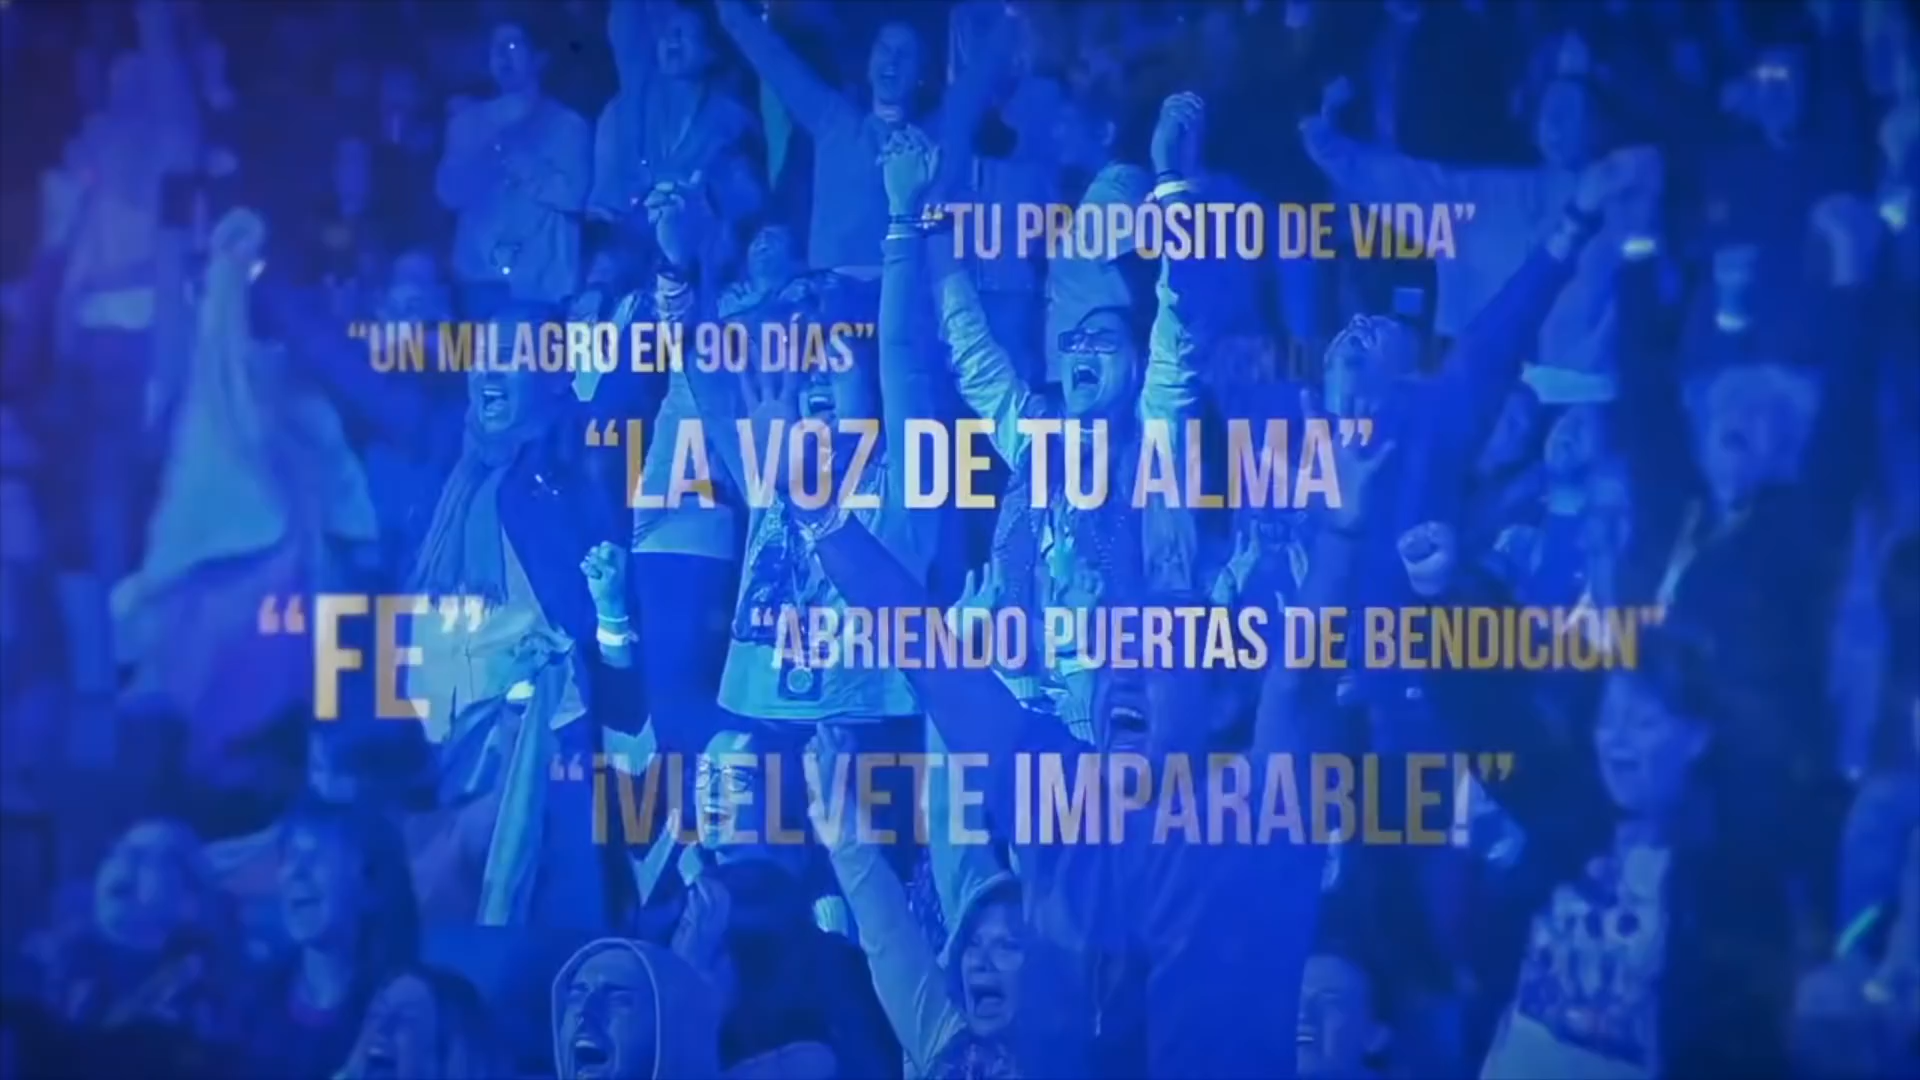 “TU PROPÓSITO DE VIDA”
“UN MILAGRO EN 90 DÍAS”
“LA VOZ DE TU ALMA”
“FE”
“ABRIENDO PUERTAS DE BENDICIÓN”
“¡VUELVETE IMPARABLE!”